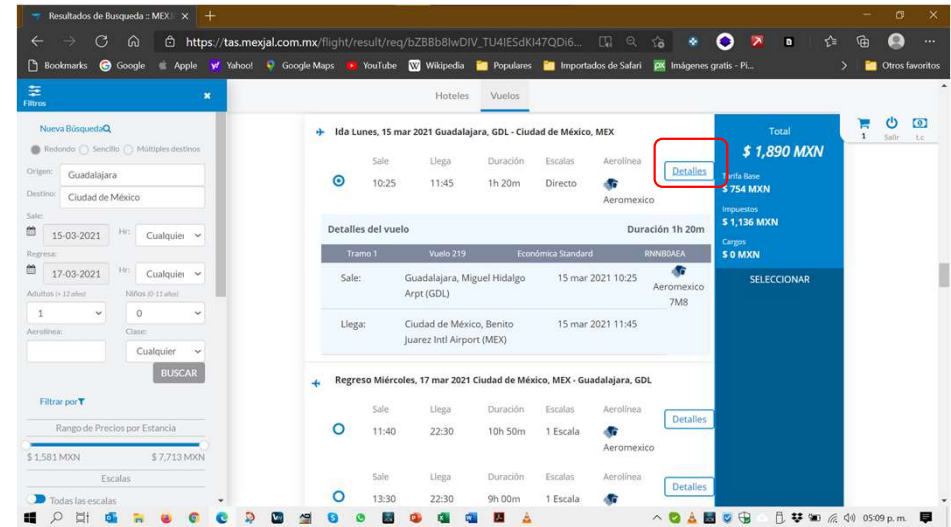 Resultados de Busqueda :: MEXJ
https://tas.mexjal.com.mx/flight/result/req/bZBBb8IwDIV_TU4IESdKJ47QDi6...
Bookmarks Google Apple Yahoo! Google Maps YouTube Wikipedia Populares Importados de Safari Imágenes gratis - Pi... Otros favoritos
Filtros
Hoteles Vuelos
Nueva Búsqueda
Redondo Sencillo Múltiples destinos
Origen: Guadalajara
Destino: Ciudad de México
Sale:
15-03-2021 Hr: Cualquier
Regresa:
17-03-2021 Hr: Cualquier
Adultos (+ 12 años) Niños (0-11 años)
1 0
Aerolínea: Clase:
Cualquier
BUSCAR
Filtrar por
Rango de Precios por Estancia
$ 1,581 MXN $ 7,713 MXN
Escalas
Todas las escalas
Ida Lunes, 15 mar 2021 Guadalajara, GDL - Ciudad de México, MEX
Sale Llega Duración Escalas Aerolínea
10:25 11:45 1h 20m Directo
Aeromexico
Detalles
Detalles del vuelo Duración 1h 20m
Tramo 1 Vuelo 219 Económica Standard RNNB0AEA
Sale: Guadalajara, Miguel Hidalgo 15 mar 2021 10:25
Arpt (GDL)
Aeromexico
7M8
Llega: Ciudad de México, Benito 15 mar 2021 11:45
Juarez Intl Airport (MEX)
Regreso Miércoles, 17 mar 2021 Ciudad de México, MEX - Guadalajara, GDL
Sale Llega Duración Escalas Aerolínea
11:40 22:30 10h 50m 1 Escala
Aeromexico
Detalles
Sale Llega Duración Escalas Aerolínea
13:30 22:30 9h 00m 1 Escala
Detalles
Total
$ 1,890 MXN
Tarifa Base
$ 754 MXN
Impuestos
$ 1,136 MXN
Cargos
$ 0 MXN
SELECCIONAR
1 Salir t.c
05:09 p. m.